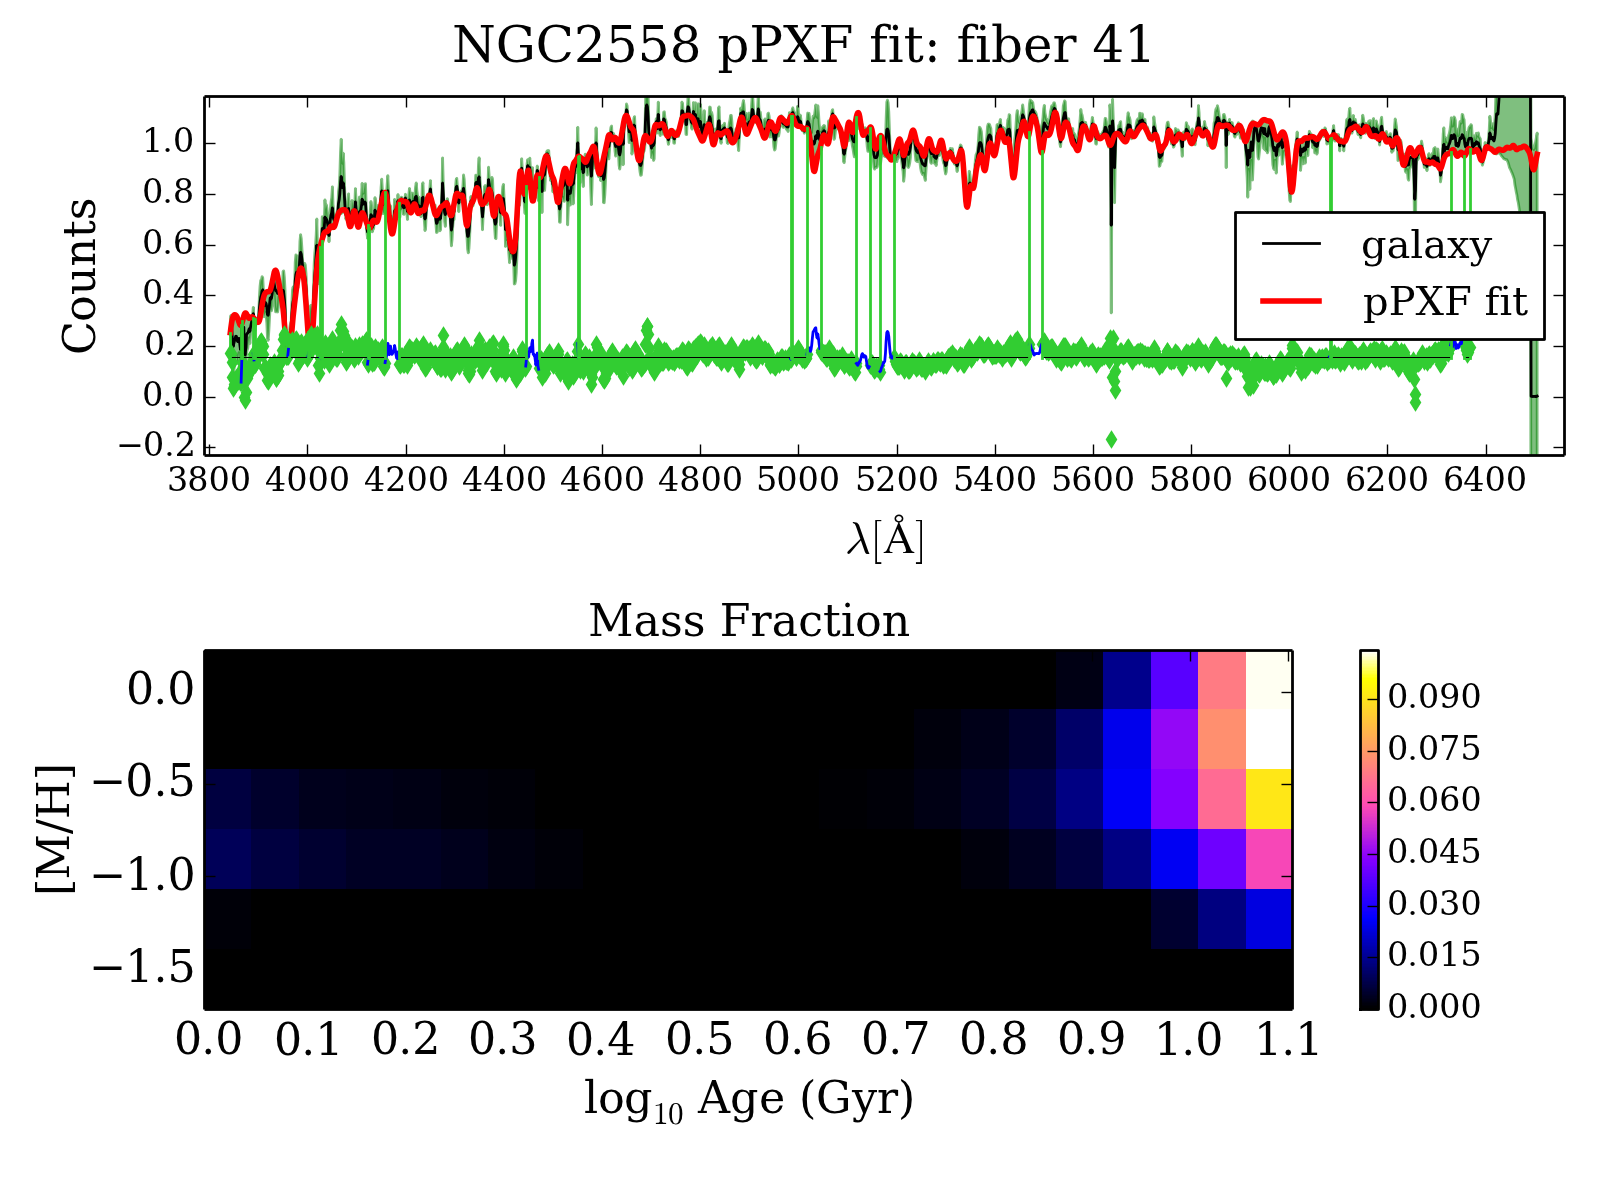 NGC2558 pPXF fit: fiber 41
Counts
1.0
0.8
0.6
0.4
0.2
0.0
−0.2
galaxy
pPXF fit
3800 4000 4200 4400 4600 4800 5000 5200 5400 5600 5800 6000 6200 6400
λ[Å]
Mass Fraction
[M/H]
0.0
−0.5
−1.0
−1.5
0.0 0.1 0.2 0.3 0.4 0.5 0.6 0.7 0.8 0.9 1.0 1.1
log₁₀ Age (Gyr)
0.090
0.075
0.060
0.045
0.030
0.015
0.000